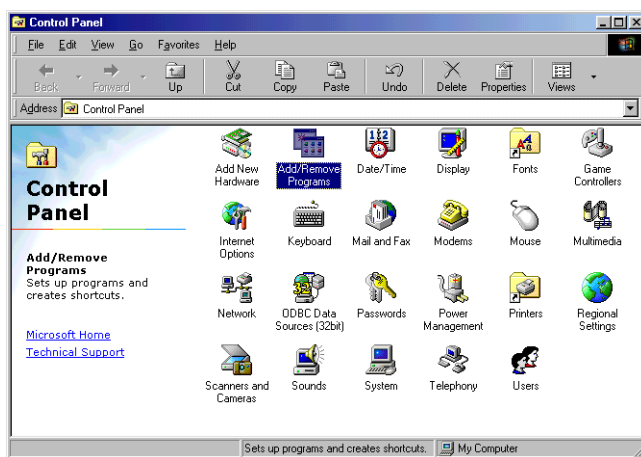 Control Panel
File Edit View Go Favorites Help
Back Forward Up Cut Copy Paste Undo Delete Properties Views
Address Control Panel
Control
Panel
Add/Remove
Programs
Sets up programs and
creates shortcuts.
Microsoft Home
Technical Support
Add New
Hardware
Add/Remove
Programs
Date/Time
Display
Fonts
Game
Controllers
Internet
Options
Keyboard
Mail and Fax
Modems
Mouse
Multimedia
Network
ODBC Data
Sources (32bit)
Passwords
Power
Management
Printers
Regional
Settings
Scanners and
Cameras
Sounds
System
Telephony
Users
Sets up programs and creates shortcuts. My Computer